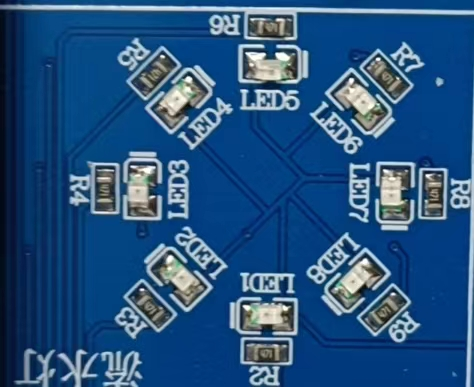 R6
LED5
R5
LED4
R7
LED6
R4
LED3
LED7
R8
LED2
R3
LED1
R2
LED8
R9
流水灯